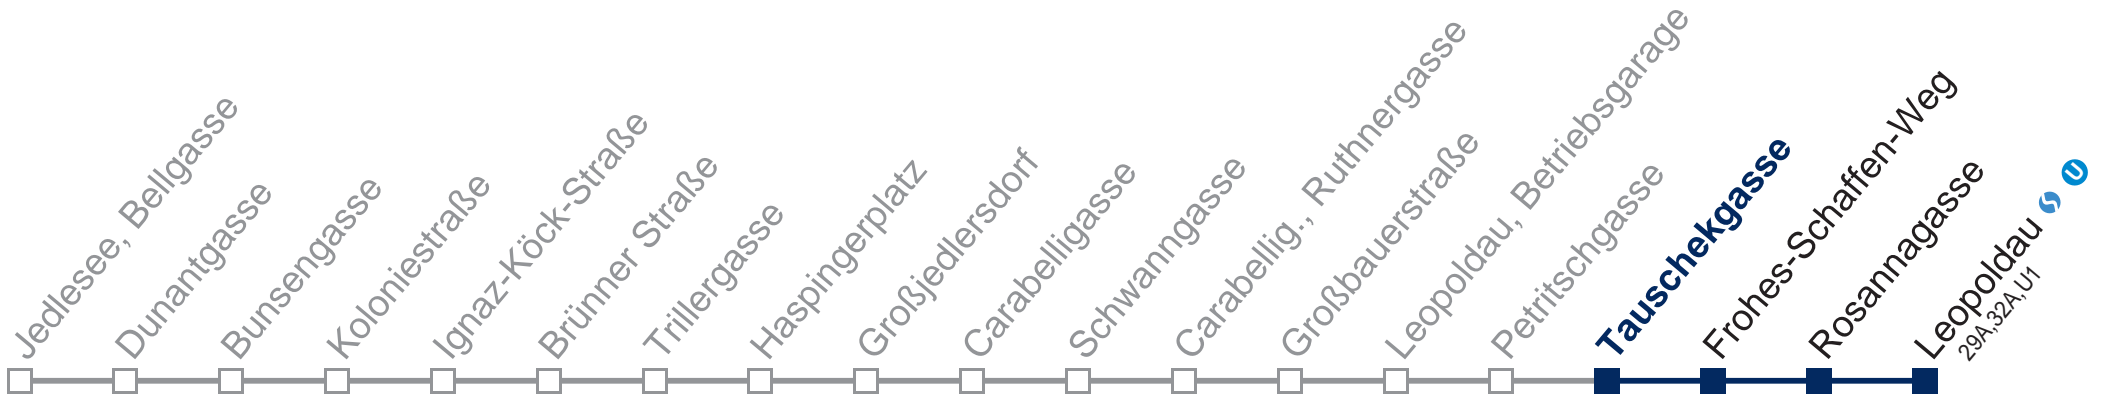 Jedlesee, Bellgasse
Dunantgasse
Bunsengasse
Koloniestraße
Ignaz-Köck-Straße
Brünner Straße
Trillergasse
Haspingerplatz
Großjedlersdorf
Carabelligasse
Schwanngasse
Carabellig., Ruthnergasse
Großbauerstraße
Leopoldau, Betriebsgarage
Petritschgasse
Tauschekgasse
Frohes-Schaffen-Weg
Rosannagasse
Leopoldau S U
29A,32A,U1